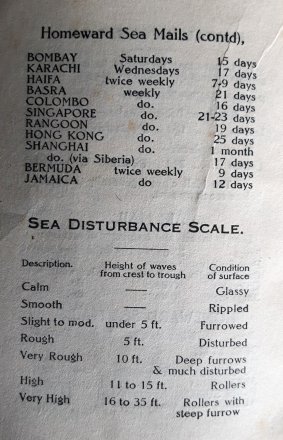 Homeward Sea Mails (contd),
BOMBAY Saturdays 15 days
KARACHI Wednesdays 17 days
HAIFA twice weekly 7-9 days
BASRA weekly 21 days
COLOMBO do. 16 days
SINGAPORE do. 21-23 days
RANGOON do. 19 days
HONG KONG do. 25 days
SHANGHAI do. 1 month
do. (via Siberia) 17 days
BERMUDA twice weekly 9 days
JAMAICA do 12 days
SEA DISTURBANCE SCALE.
Description. Height of waves Condition
from crest to trough of surface
Calm — Glassy
Smooth — Rippled
Slight to mod. under 5 ft. Furrowed
Rough 5 ft. Disturbed
Very Rough 10 ft. Deep furrows
& much disturbed
High 11 to 15 ft. Rollers
Very High 16 to 35 ft. Rollers with
steep furrow